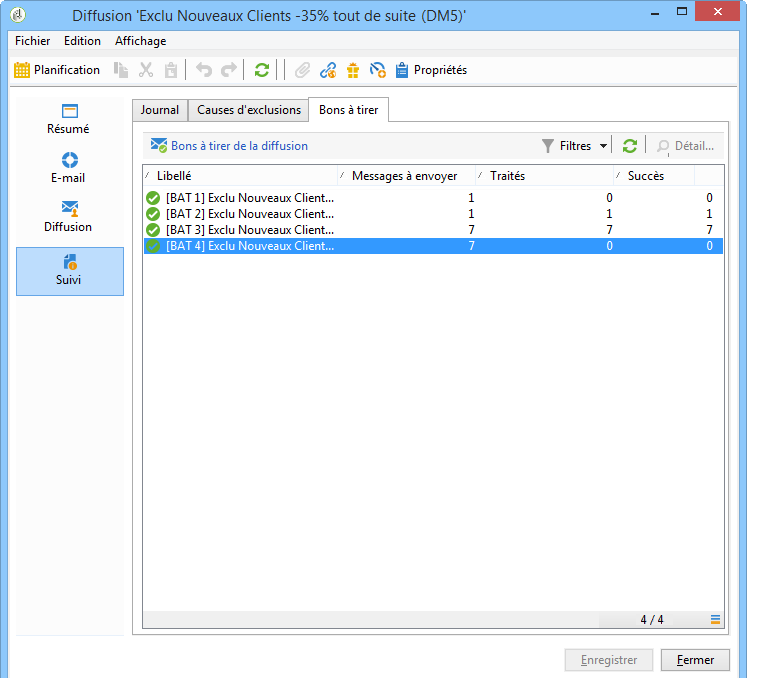 Diffusion 'Exclu Nouveaux Clients -35% tout de suite (DM5)'
Fichier Edition Affichage
Planification Propriétés
Résumé
E-mail
Diffusion
Suivi
Journal Causes d'exclusions Bons à tirer
Bons à tirer de la diffusion Filtres Détail...
Libellé Messages à envoyer Traités Succès
[BAT 1] Exclu Nouveaux Client... 1 0 0
[BAT 2] Exclu Nouveaux Client... 1 1 1
[BAT 3] Exclu Nouveaux Client... 7 7 7
[BAT 4] Exclu Nouveaux Client... 7 0 0
4 / 4
Enregistrer Fermer